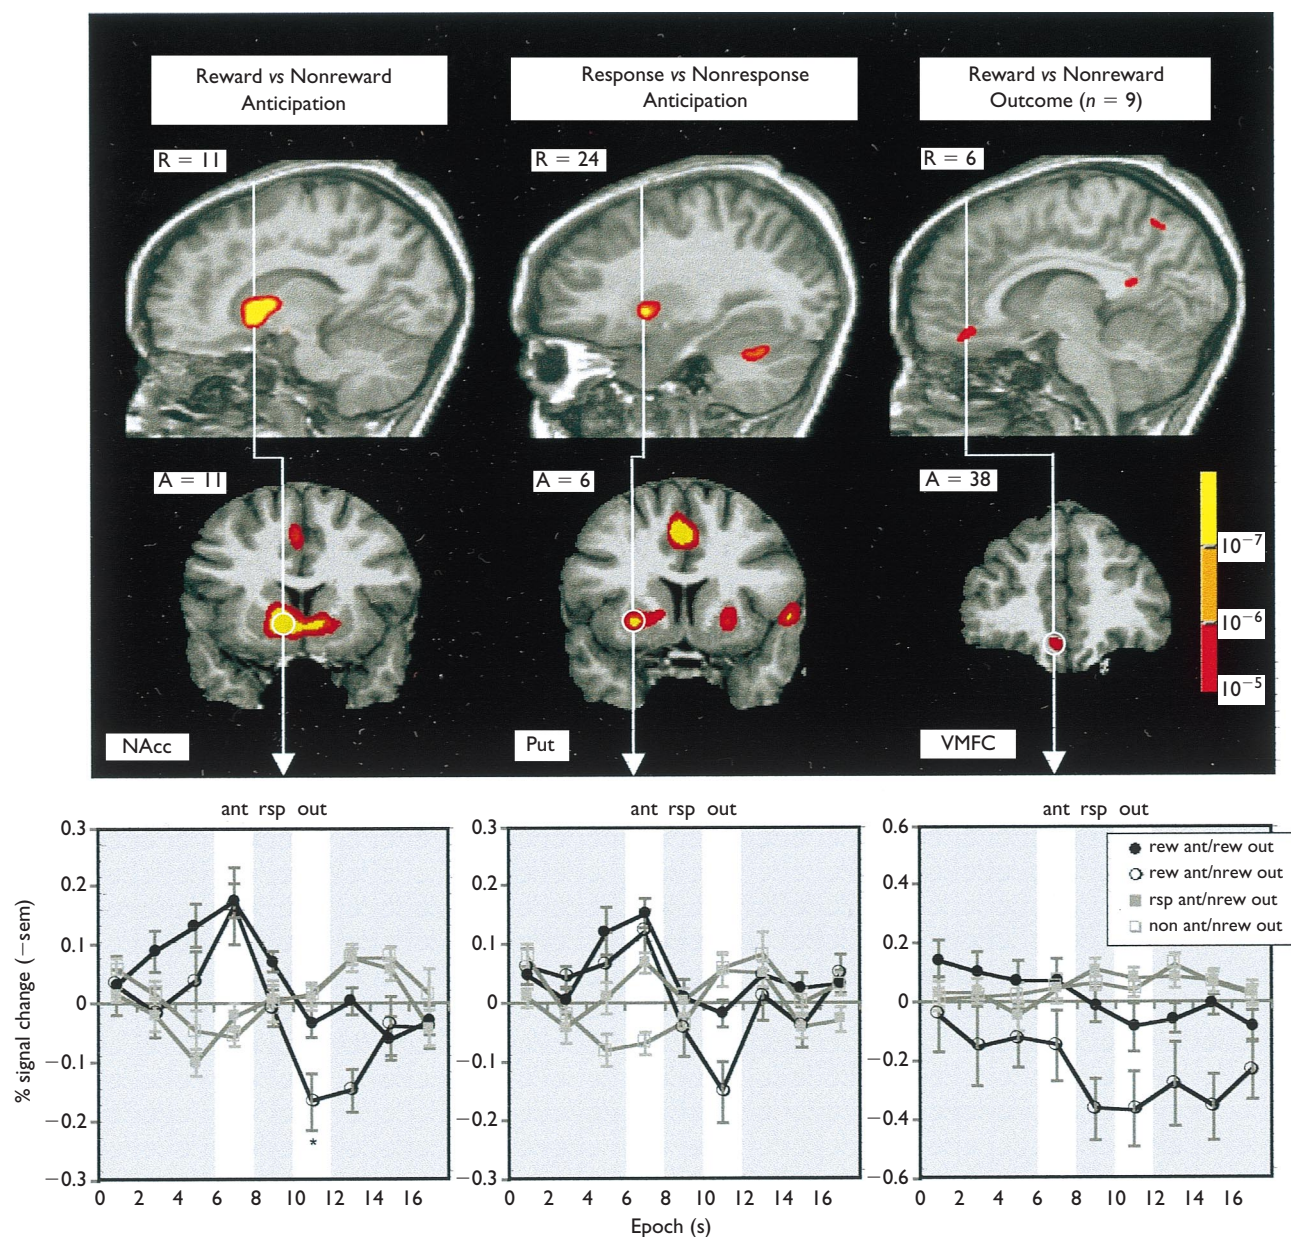 Reward vs Nonreward
Anticipation
Response vs Nonresponse
Anticipation
Reward vs Nonreward
Outcome (n = 9)
R = 11
R = 24
R = 6
A = 11
A = 6
A = 38
10−7
10−6
10−5
NAcc
Put
VMFC
ant rsp out
ant rsp out
ant rsp out
% signal change (−sem)
0.3
0.2
0.1
0
−0.1
−0.2
−0.3
*
0 2 4 6 8 10 12 14 16
0.3
0.2
0.1
0
−0.1
−0.2
−0.3
0 2 4 6 8 10 12 14 16
0.6
0.4
0.2
0
−0.2
−0.4
−0.6
0 2 4 6 8 10 12 14 16
rew ant/rew out
rew ant/nrew out
rsp ant/nrew out
non ant/nrew out
Epoch (s)